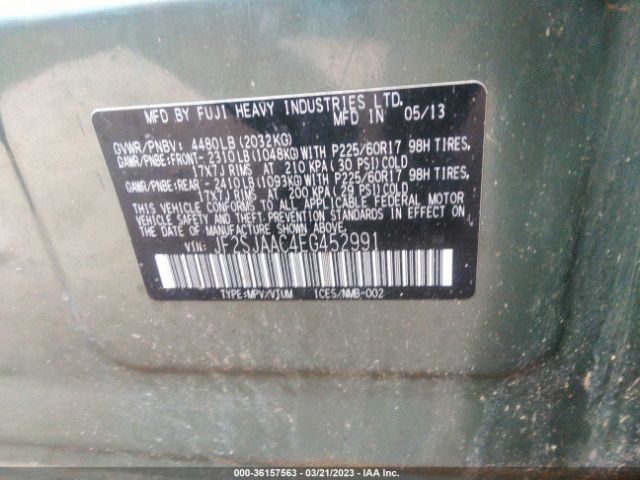 MFD BY FUJI HEAVY INDUSTRIES LTD.
MFD IN 05/13
GVWR/PNBV: 4480LB(2032KG)
GAWR/PNBE:FRONT- 2310LB(1048KG)WITH P225/60R17 98H TIRES,
17X7J RIMS AT 210 KPA(30 PSI)COLD
GAWR/PNBE:REAR - 2410LB(1093KG)WITH P225/60R17 98H TIRES,
17X7J RIMS AT 200 KPA(29 PSI)COLD
THIS VEHICLE CONFORMS TO ALL APPLICABLE FEDERAL MOTOR
VEHICLE SAFETY AND THEFT PREVENTION STANDARDS IN EFFECT ON
THE DATE OF MANUFACTURE SHOWN ABOVE.
VIN: JF2SJAAC4EG452991
TYPE:MPV/VTUM ICES/NMB-002
000-36157563 — 03/21/2023 — IAA Inc.